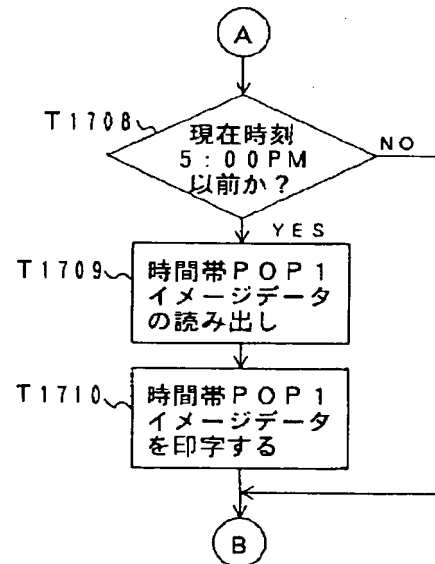 A
T1708
現在時刻
5:00PM
以前か?
NO
YES
T1709
時間帯POP1
イメージデータ
の読み出し
T1710
時間帯POP1
イメージデータ
を印字する
B